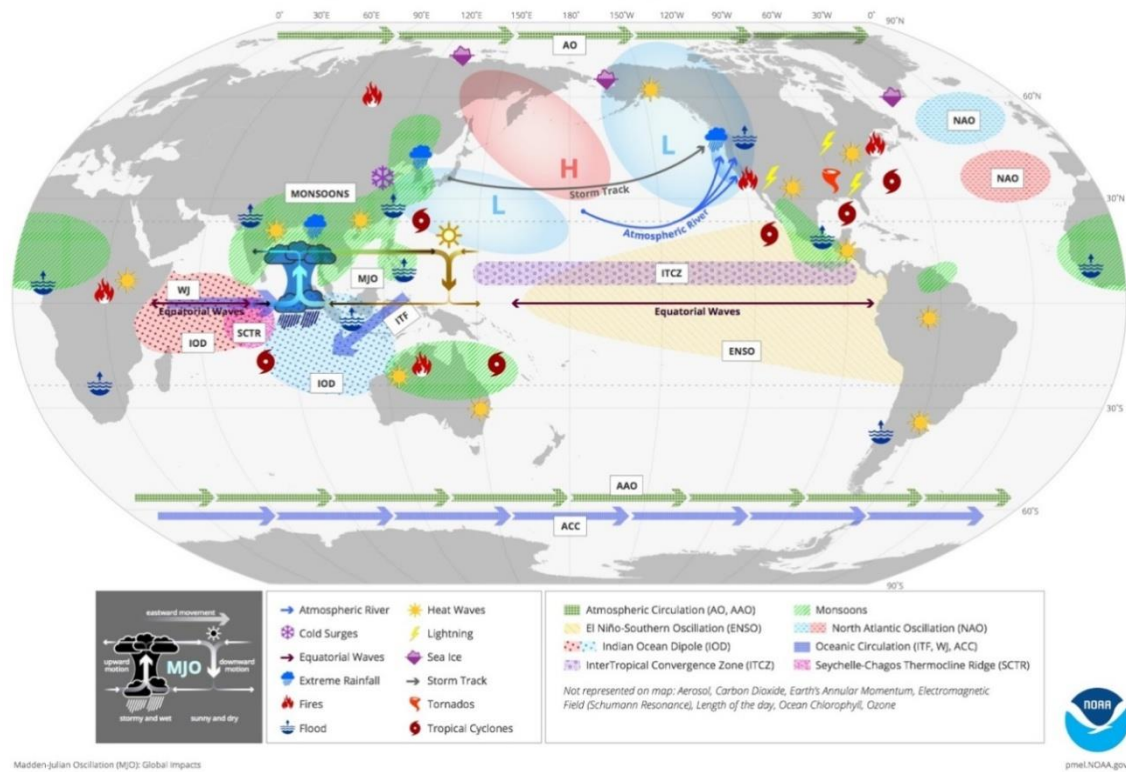 0° 30°E 60°E 90°E 120°E 150°E 180° 150°W 120°W 90°W 60°W 30°W 0° 90°N
AO
60°N
NAO
L
H
L
NAO
Storm Track
MONSOONS
30°N
L
Atmospheric River
ITCZ
MJO
WJ
Equatorial Waves
Equatorial Waves
ITF
SCTR
IOD
ENSO
IOD
30°S
AAO
ACC
60°S
90°S
eastward movement
upward motion
MJO
downward motion
stormy and wet
sunny and dry
Atmospheric River
Cold Surges
Equatorial Waves
Extreme Rainfall
Fires
Flood
Heat Waves
Lightning
Sea Ice
Storm Track
Tornados
Tropical Cyclones
Atmospheric Circulation (AO, AAO)
El Niño-Southern Oscillation (ENSO)
Indian Ocean Dipole (IOD)
InterTropical Convergence Zone (ITCZ)
Monsoons
North Atlantic Oscillation (NAO)
Oceanic Circulation (ITF, WJ, ACC)
Seychelle-Chagos Thermocline Ridge (SCTR)
Not represented on map: Aerosol, Carbon Dioxide, Earth's Annular Momentum, Electromagnetic
Field (Schumann Resonance), Length of the day, Ocean Chlorophyll, Ozone
NOAA
Madden-Julian Oscillation (MJO): Global Impacts
pmel.NOAA.gov